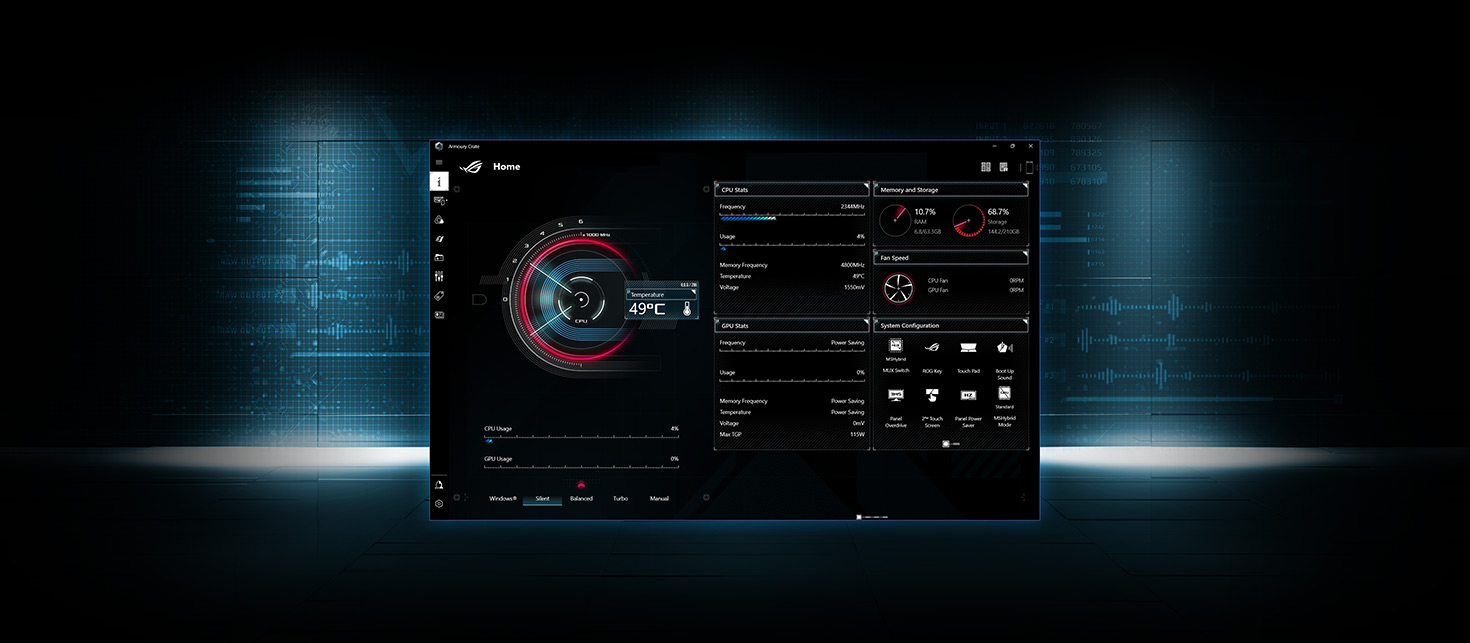 Armoury Crate
Home
6
5
4
3
2
1
0
x 1000 MHz
CPU
Temperature
49°C
CPU Usage
4%
GPU Usage
0%
Windows®
Silent
Balanced
Turbo
Manual
CPU Stats
Frequency
2344MHz
Usage
4%
Memory Frequency
4800MHz
Temperature
49°C
Voltage
1550mV
GPU Stats
Frequency
Power Saving
Usage
0%
Memory Frequency
Power Saving
Temperature
Power Saving
Voltage
0mV
Max TGP
115W
Memory and Storage
10.7%
RAM
6.8/63.3GB
68.7%
Storage
144.2/210GB
Fan Speed
CPU Fan
0RPM
GPU Fan
0RPM
System Configuration
MSHybrid
MUX Switch
ROG Key
Touch Pad
Boot Up
Sound
Panel
Overdrive
2ⁿᵈ Touch
Screen
HZ
Panel Power
Saver
Standard
MSHybrid
Mode